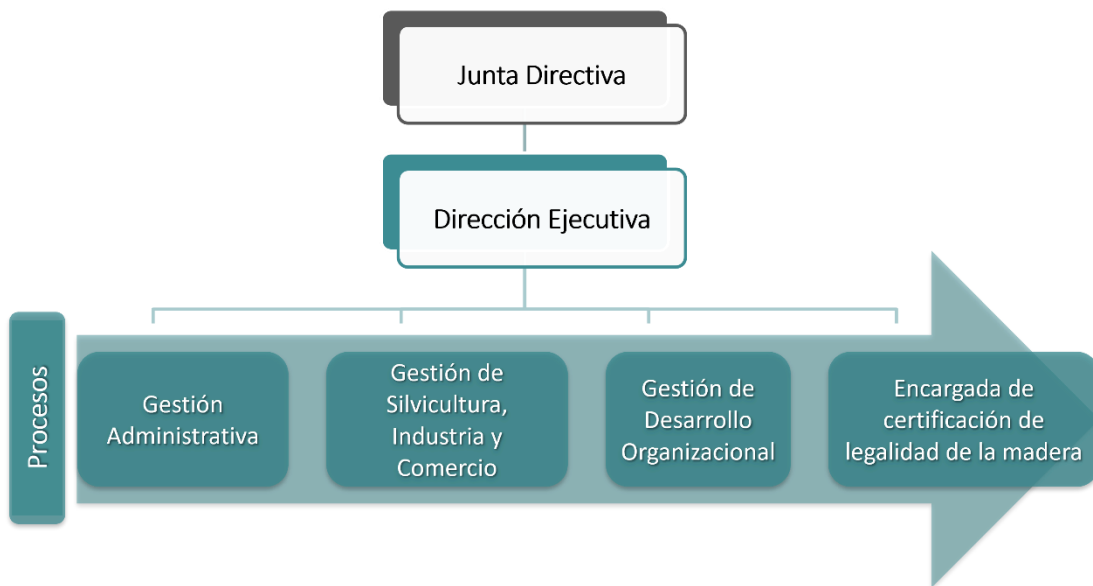 Junta Directiva
Dirección Ejecutiva
Procesos
Gestión
Administrativa
Gestión de
Silvicultura,
Industria y
Comercio
Gestión de
Desarrollo
Organizacional
Encargada de
certificación de
legalidad de la madera